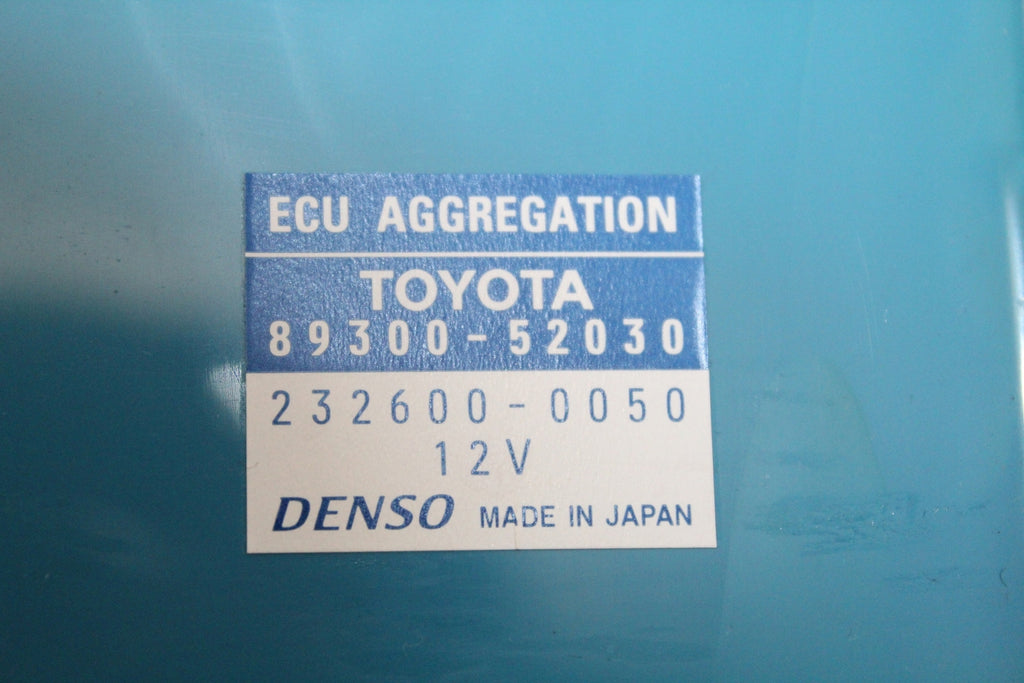 ECU AGGREGATION
TOYOTA
89300-52030
232600-0050
12V
DENSO MADE IN JAPAN